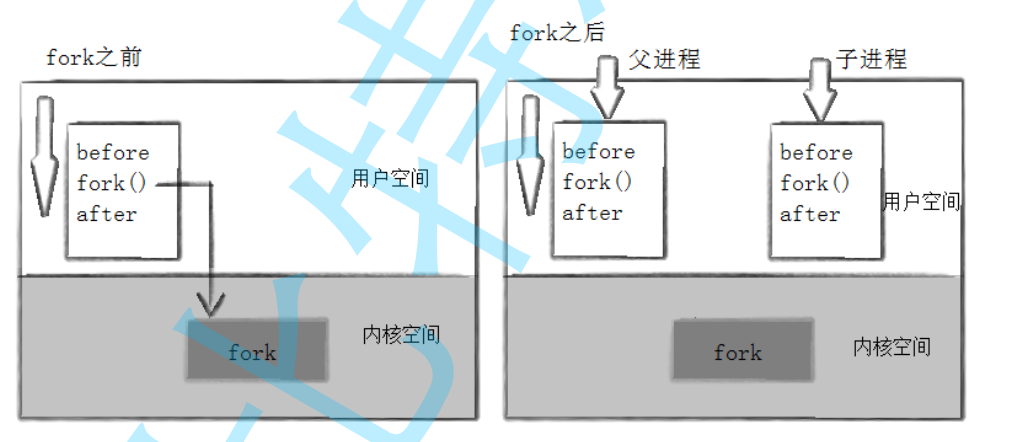 fork之前
before
fork()
after
用户空间
内核空间
fork
fork之后
父进程
子进程
before
fork()
after
before
fork()
after
用户空间
内核空间
fork